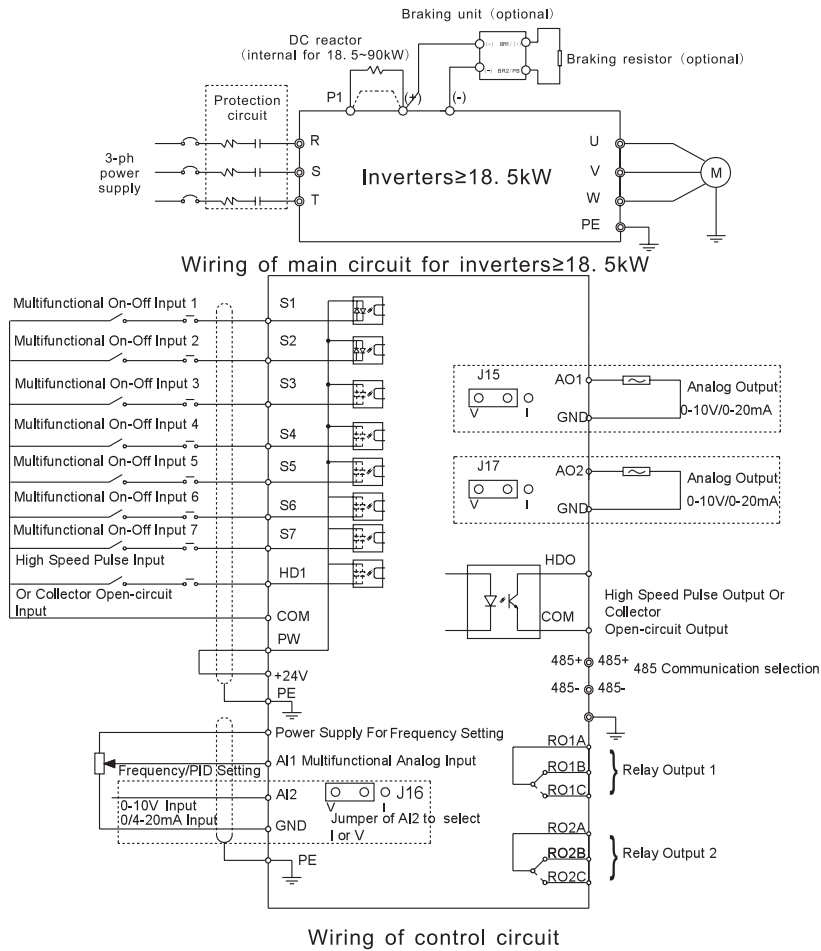 Braking unit (optional)
DC reactor
(internal for 18. 5~90kW)
(+) BR1/(+)
(-) BR2/PB
Braking resistor (optional)
P1
(+)
(-)
Protection
circuit
3-ph
power
supply
R
S
T
Inverters≥18. 5kW
U
V
W
PE
M
Wiring of main circuit for inverters≥18. 5kW
Multifunctional On-Off Input 1
S1
Multifunctional On-Off Input 2
S2
Multifunctional On-Off Input 3
S3
Multifunctional On-Off Input 4
S4
Multifunctional On-Off Input 5
S5
Multifunctional On-Off Input 6
S6
Multifunctional On-Off Input 7
S7
High Speed Pulse Input
HD1
Or Collector Open-circuit
Input
COM
PW
+24V
PE
J15
V
I
AO1
GND
Analog Output
0-10V/0-20mA
J17
V
I
AO2
GND
Analog Output
0-10V/0-20mA
HDO
COM
High Speed Pulse Output Or
Collector
Open-circuit Output
485+ 485+
485- 485-
485 Communication selection
Power Supply For Frequency Setting
AI1 Multifunctional Analog Input
Frequency/PID Setting
AI2
0-10V Input
0/4-20mA Input
GND
J16
V
I
Jumper of AI2 to select
I or V
PE
RO1A
RO1B
RO1C
Relay Output 1
RO2A
RO2B
RO2C
Relay Output 2
Wiring of control circuit